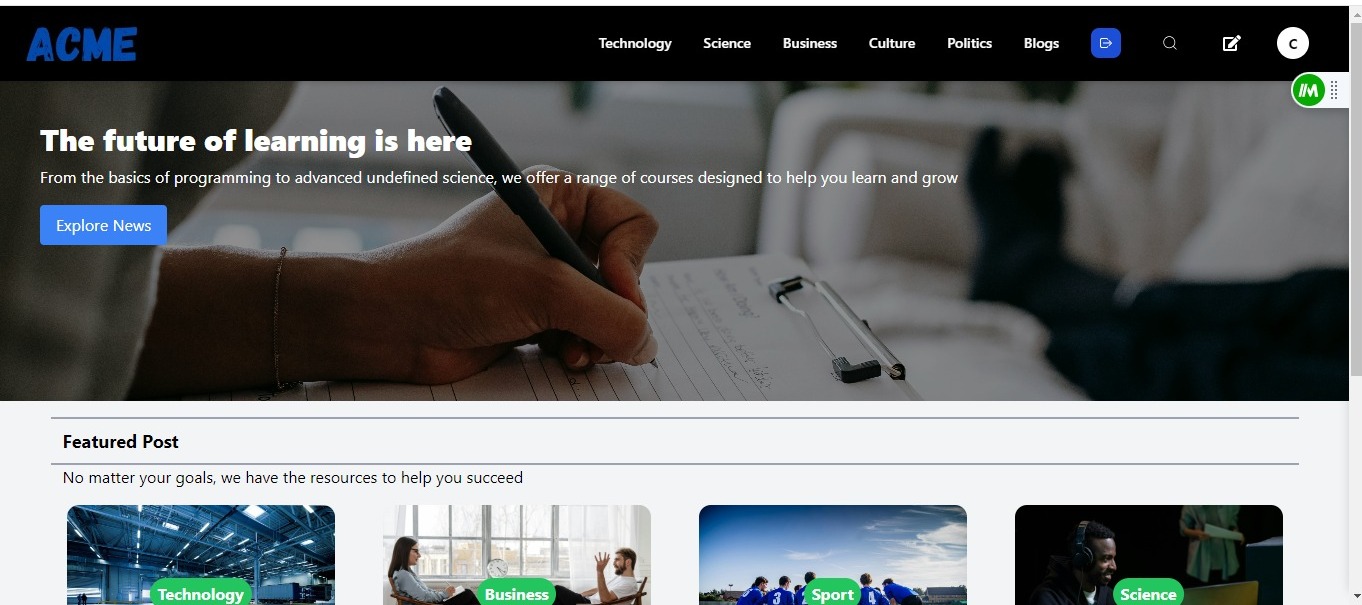 ACME
Technology Science Business Culture Politics Blogs C
The future of learning is here
From the basics of programming to advanced undefined science, we offer a range of courses designed to help you learn and grow
Explore News
Featured Post
No matter your goals, we have the resources to help you succeed
Technology Business Sport Science